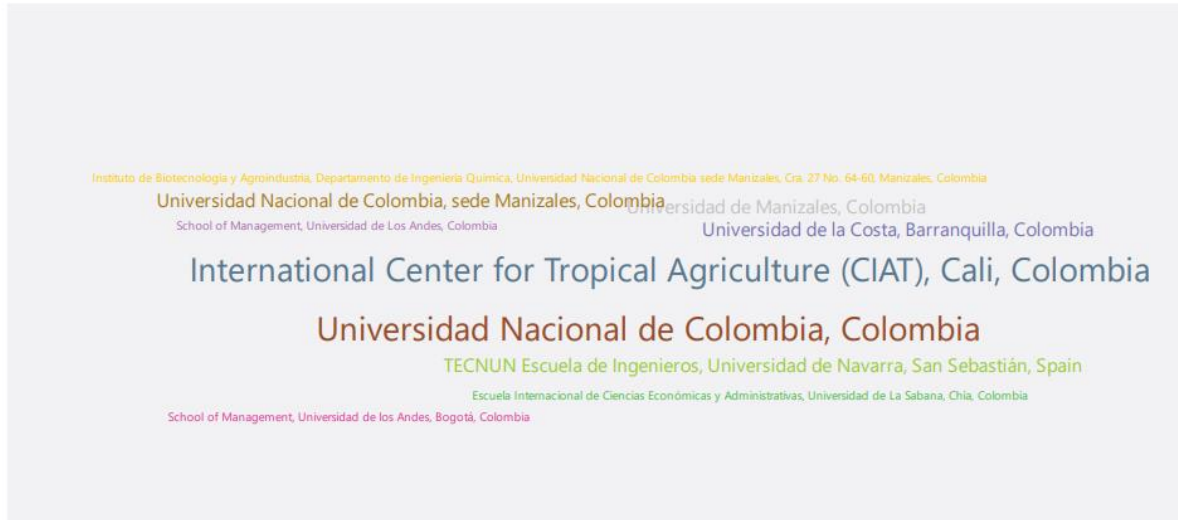 Instituto de Biotecnología y Agroindustria, Departamento de Ingeniería Química, Universidad Nacional de Colombia sede Manizales, Cra. 27 No. 64-60, Manizales, Colombia
Universidad Nacional de Colombia, sede Manizales, Colombia
Universidad de Manizales, Colombia
School of Management, Universidad de Los Andes, Colombia
Universidad de la Costa, Barranquilla, Colombia
International Center for Tropical Agriculture (CIAT), Cali, Colombia
Universidad Nacional de Colombia, Colombia
TECNUN Escuela de Ingenieros, Universidad de Navarra, San Sebastián, Spain
Escuela Internacional de Ciencias Económicas y Administrativas, Universidad de La Sabana, Chía, Colombia
School of Management, Universidad de los Andes, Bogotá, Colombia